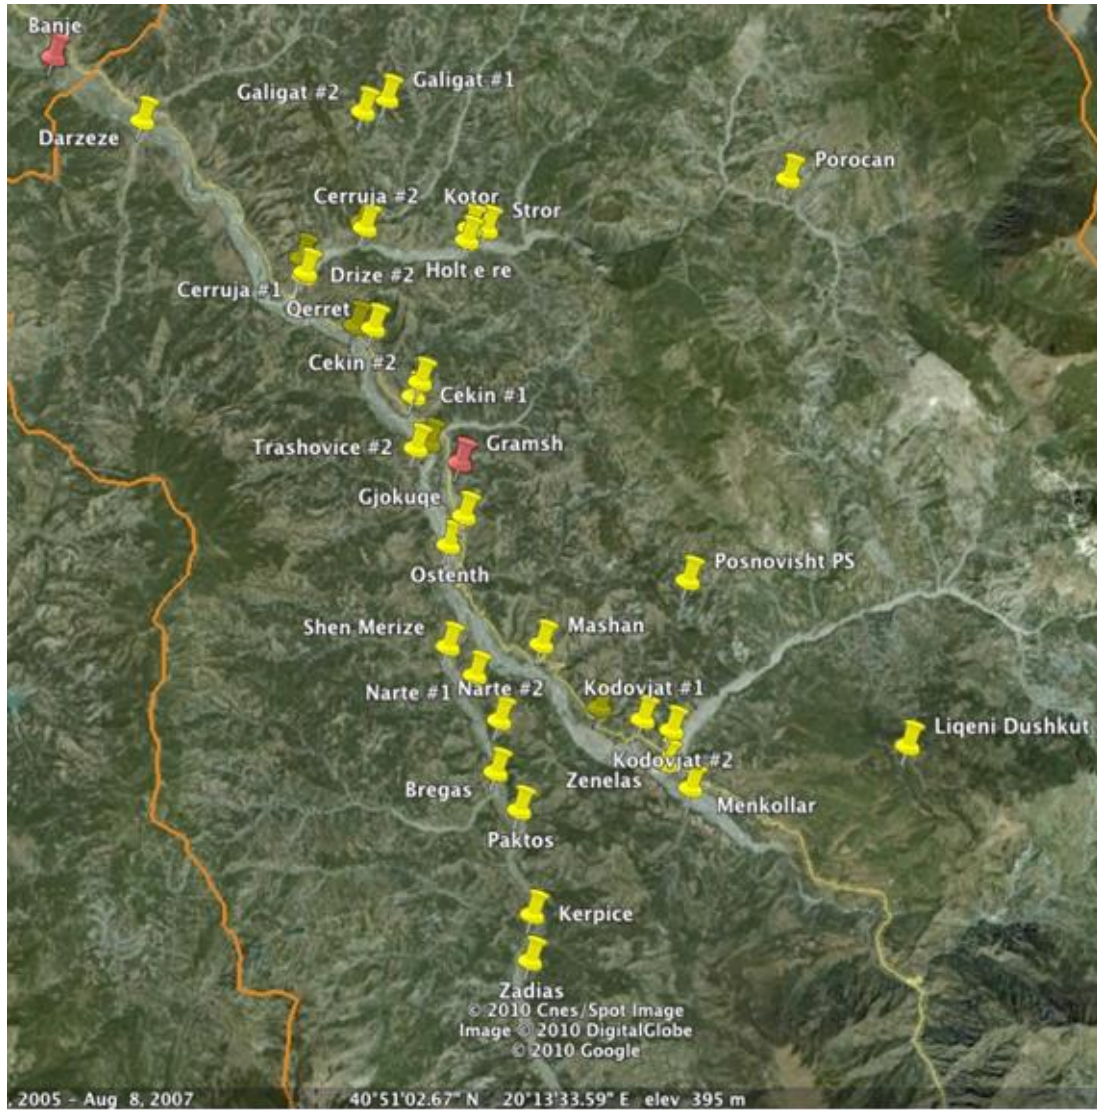 Banje
Galigat #2
Galigat #1
Darzeze
Porocan
Cerruja #2
Kotor
Stror
Drize #2
Holt e re
Cerruja #1
Qerret
Cekin #2
Cekin #1
Trashovice #2
Gramsh
Gjokuqe
Posnovisht PS
Ostenth
Shen Merize
Mashan
Narte #1
Narte #2
Kodovjat #1
Liqeni Dushkut
Kodovjat #2
Zenelas
Bregas
Menkollar
Paktos
Kerpice
Zadias
© 2010 Cnes/Spot Image
Image © 2010 DigitalGlobe
© 2010 Google
, 2005 - Aug 8, 2007 40°51'02.67" N 20°13'33.59" E elev 395 m